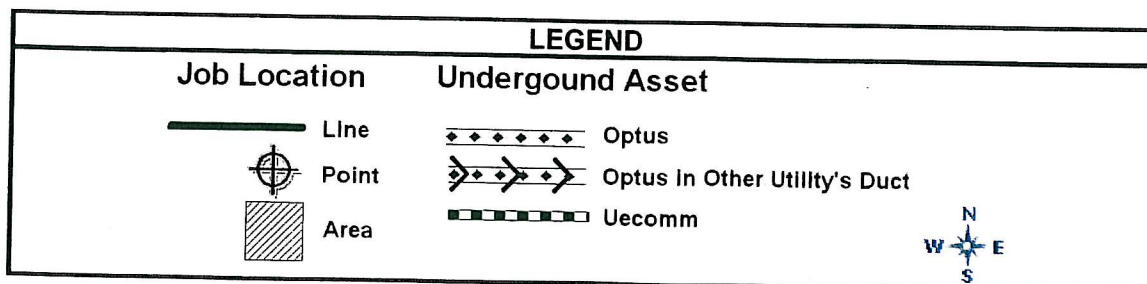 LEGEND
Job Location Undergound Asset
Line Optus
Point Optus in Other Utility's Duct
Area Uecomm
N
W E
S